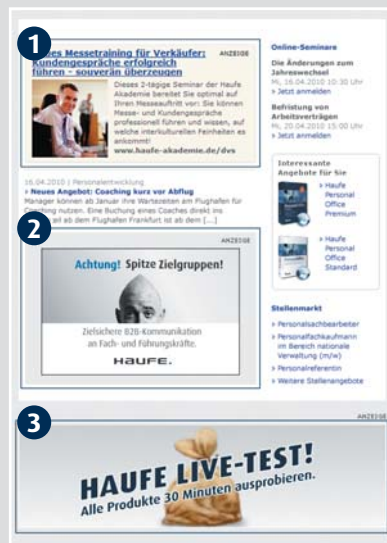 1
Neues Messetraining für Verkäufer:
Kundengespräche erfolgreich
führen - souverän überzeugen
ANZEIGE
Dieses 2-tägige Seminar der Haufe
Akademie bereitet Sie optimal auf
Ihren Messeauftritt vor: Sie können
Messe- und Kundengespräche
professionell führen und wissen, auf
welche interkulturellen Feinheiten es
ankommt!
www.haufe-akademie.de/dvs
16.04.2010 | Personalentwicklung
› Neues Angebot: Coaching kurz vor Abflug
Manager können ab Januar ihre Wartezeiten am Flughafen für
Coaching nutzen. Eine Buchung eines Coaches direkt ins
ab dem Flughafen Frankfurt ist ab dem [...]
2
ANZEIGE
Achtung! Spitze Zielgruppen!
Zielsichere B2B-Kommunikation
an Fach- und Führungskräfte.
HAUFE.
Online-Seminare
Die Änderungen zum
Jahreswechsel
Mi, 16.04.2010 10:30 Uhr
› Jetzt anmelden
Befristung von
Arbeitsverträgen
Mi, 20.04.2010 15:00 Uhr
› Jetzt anmelden
Interessante
Angebote für Sie
› Haufe
Personal
Office
Premium
› Haufe
Personal
Office
Standard
Stellenmarkt
› Personalsachbearbeiter
› Personalfachkaufmann
im Bereich nationale
Verwaltung (m/w)
› Personalreferentin
› Weitere Stellenangebote
3
ANZEIGE
HAUFE LIVE-TEST!
Alle Produkte 30 Minuten ausprobieren.